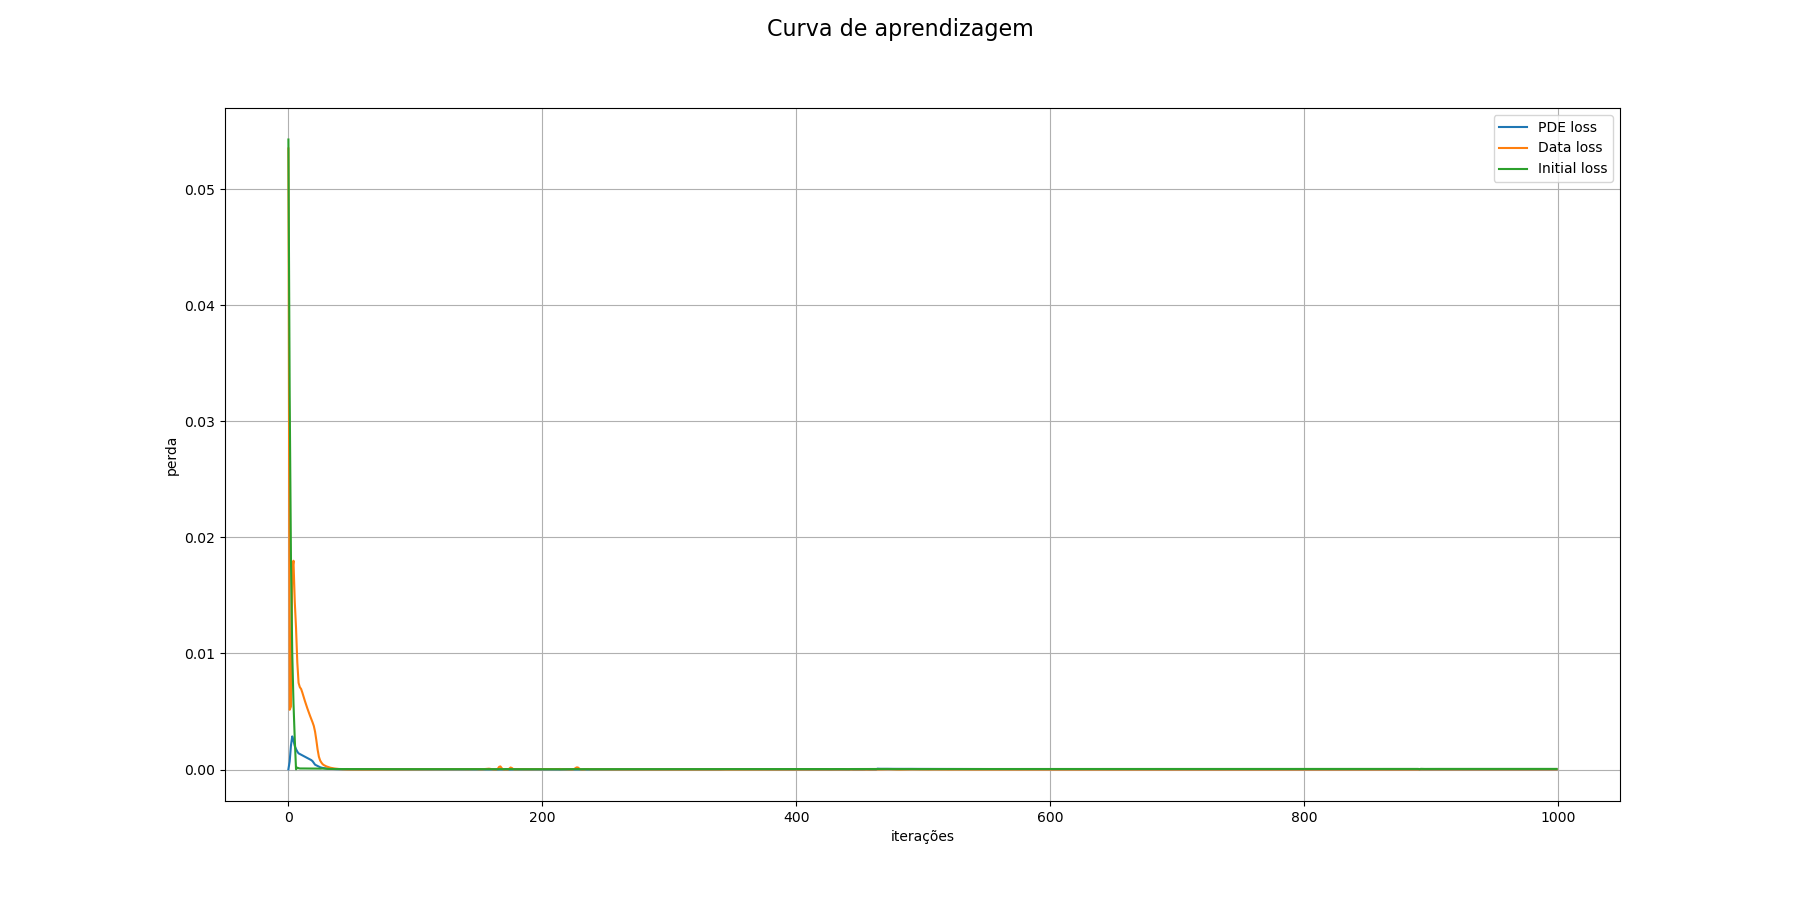 Curva de aprendizagem
PDE loss
Data loss
Initial loss
0.05
0.04
0.03
0.02
0.01
0.00
perda
0
200
400
600
800
1000
iterações